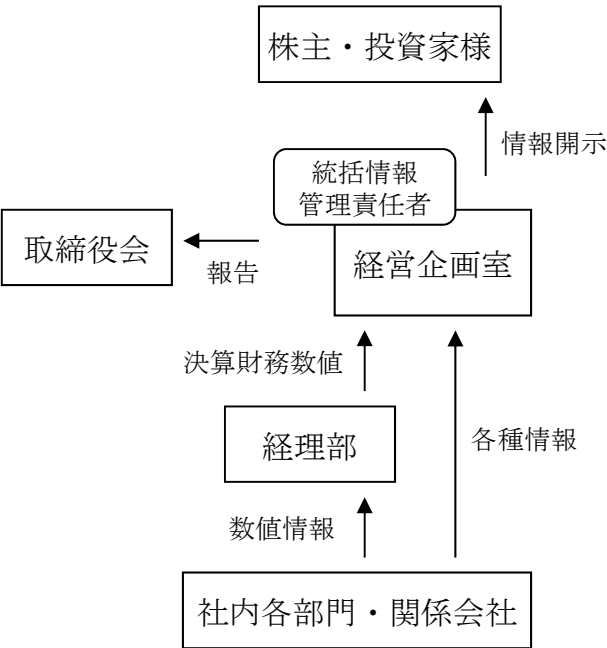 株主・投資家様
情報開示
統括情報
管理責任者
取締役会
報告
経営企画室
決算財務数値
経理部
各種情報
数値情報
社内各部門・関係会社